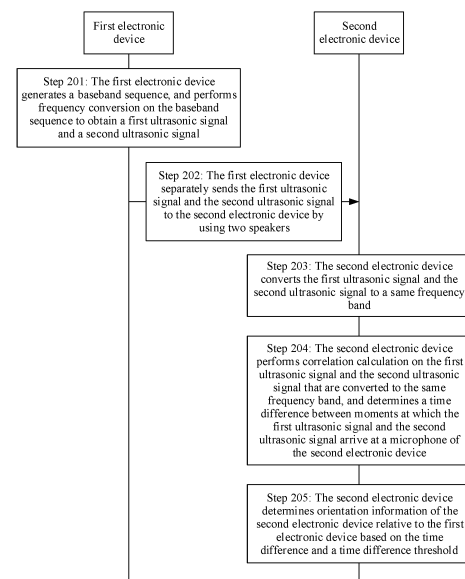 First electronic
device
Second
electronic device
Step 201: The first electronic device
generates a baseband sequence, and performs
frequency conversion on the baseband
sequence to obtain a first ultrasonic signal
and a second ultrasonic signal
Step 202: The first electronic device
separately sends the first ultrasonic
signal and the second ultrasonic signal
to the second electronic device by
using two speakers
Step 203: The second electronic device
converts the first ultrasonic signal and the
second ultrasonic signal to a same frequency
band
Step 204: The second electronic device
performs correlation calculation on the first
ultrasonic signal and the second ultrasonic
signal that are converted to the same
frequency band, and determines a time
difference between moments at which the
first ultrasonic signal and the second
ultrasonic signal arrive at a microphone of
the second electronic device
Step 205: The second electronic device
determines orientation information of the
second electronic device relative to the first
electronic device based on the time
difference and a time difference threshold